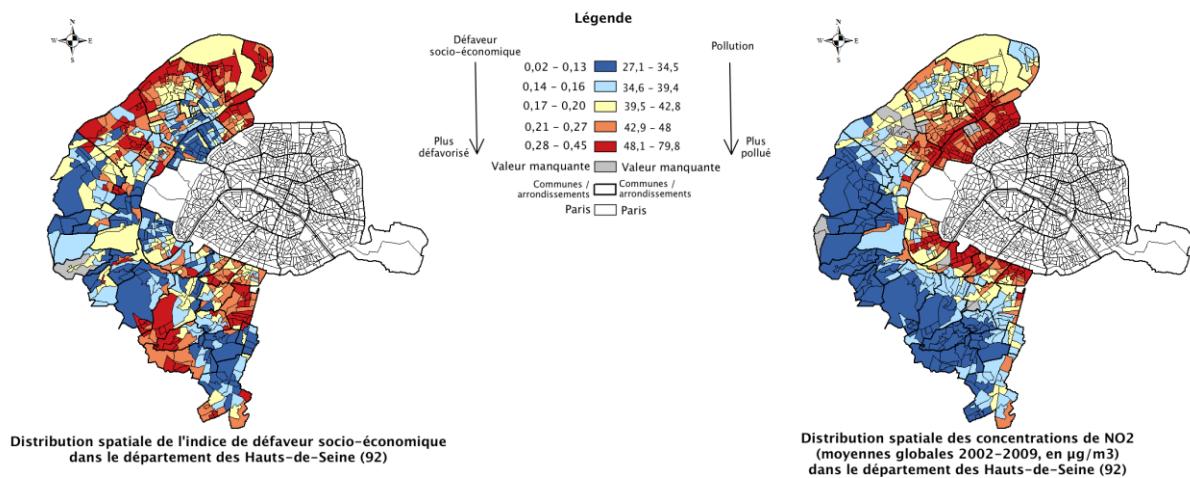 Légende
N
W E
S
Défaveur
socio-économique
Plus
défavorisé
0,02 – 0,13 27,1 – 34,5
0,14 – 0,16 34,6 – 39,4
0,17 – 0,20 39,5 – 42,8
0,21 – 0,27 42,9 – 48
0,28 – 0,45 48,1 – 79,8
Valeur manquante Valeur manquante
Communes / Communes /
arrondissements arrondissements
Paris Paris
Pollution
Plus
pollué
N
W E
S
Distribution spatiale de l'indice de défaveur socio-économique
dans le département des Hauts-de-Seine (92)
Distribution spatiale des concentrations de NO2
(moyennes globales 2002-2009, en µg/m3)
dans le département des Hauts-de-Seine (92)